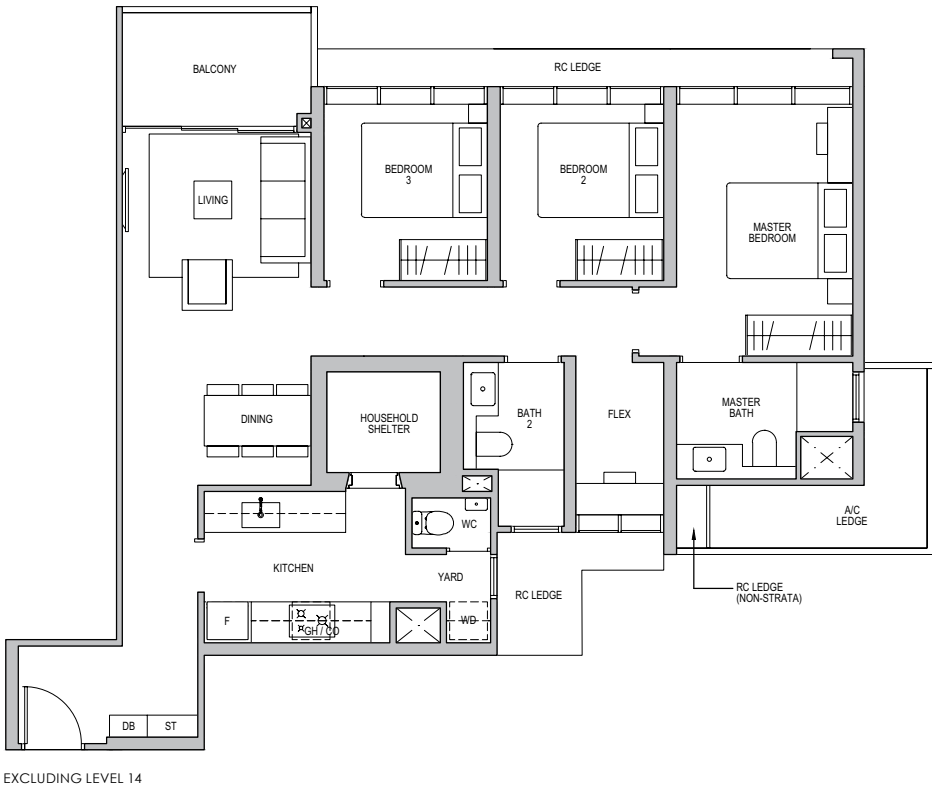 BALCONY
RC LEDGE
BEDROOM
3
BEDROOM
2
LIVING
MASTER
BEDROOM
DINING
HOUSEHOLD
SHELTER
BATH
2
FLEX
MASTER
BATH
WC
A/C
LEDGE
KITCHEN
YARD
RC LEDGE
RC LEDGE
(NON-STRATA)
F
GH / CO
WD
DB
ST
EXCLUDING LEVEL 14